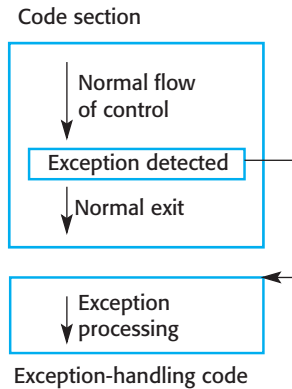 Code section
Normal flow
of control
Exception detected
Normal exit
Exception
processing
Exception-handling code